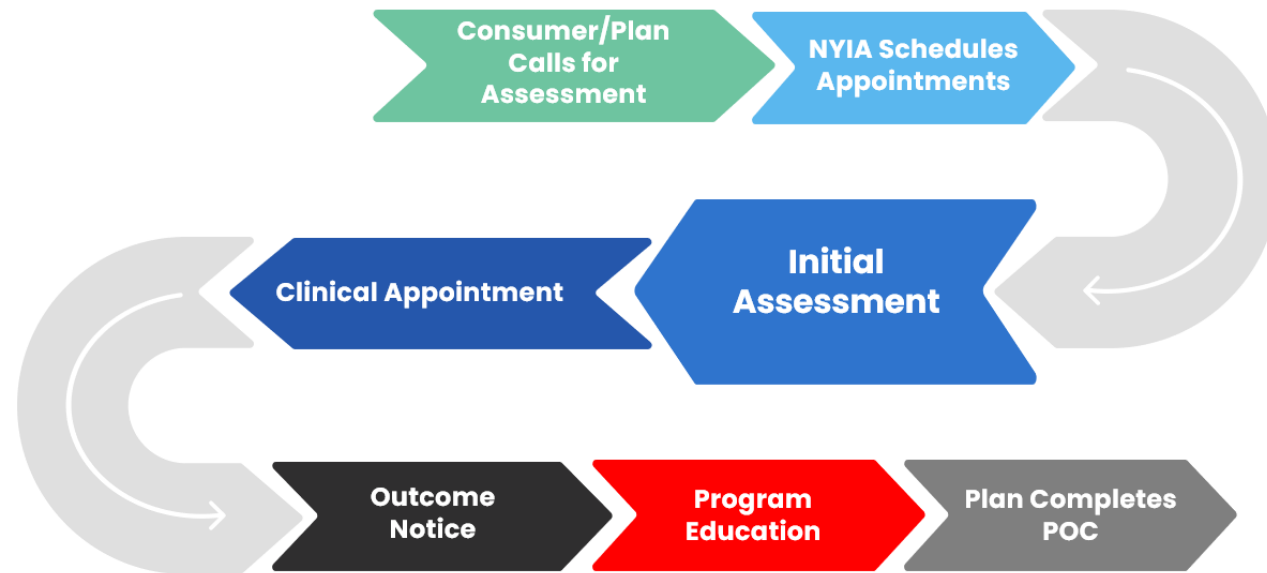 Consumer/Plan
Calls for
Assessment
NYIA Schedules
Appointments
Initial
Assessment
Clinical Appointment
Outcome
Notice
Program
Education
Plan Completes
POC